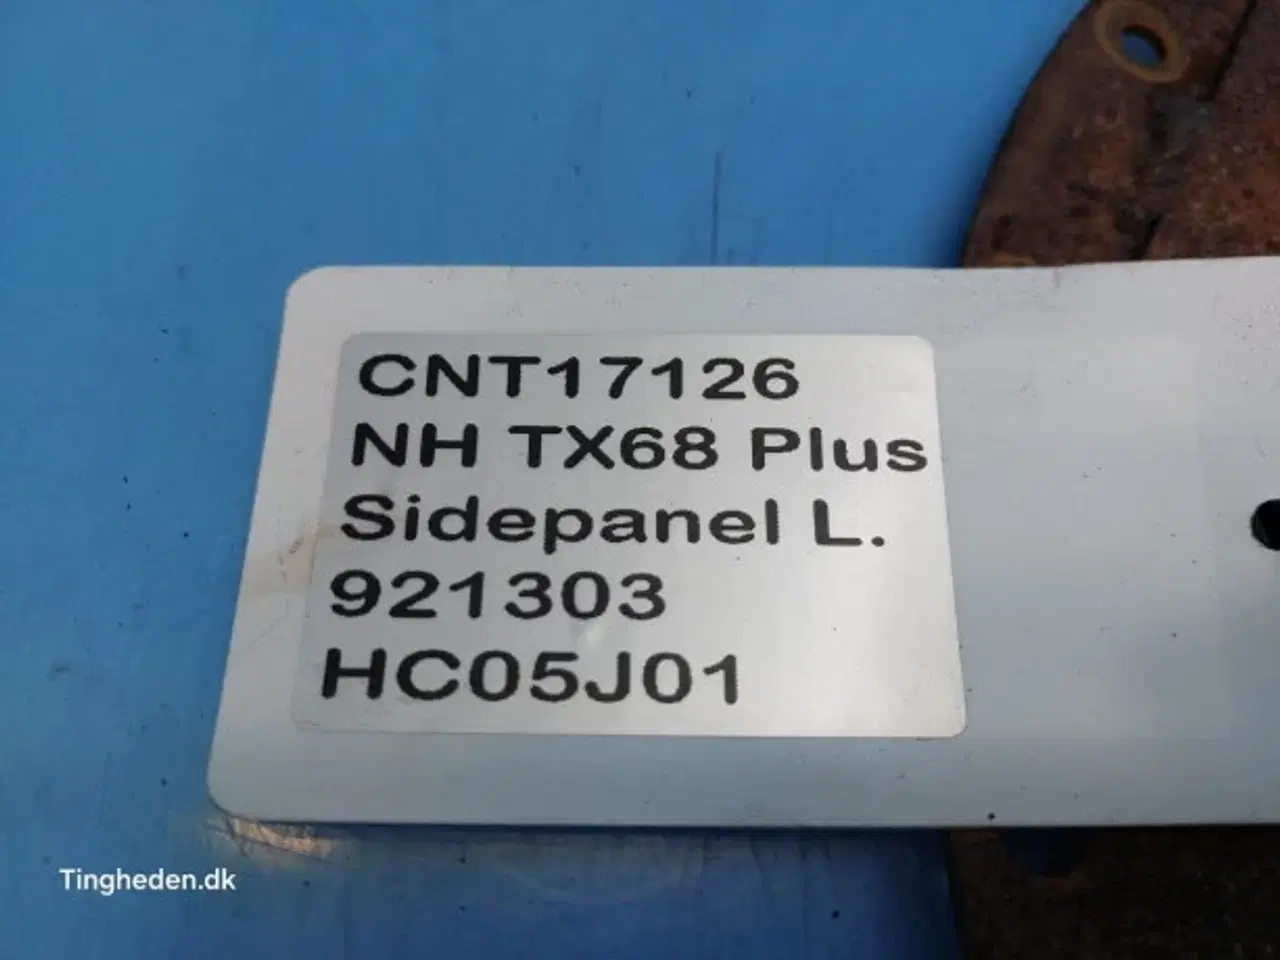 CNT17126
NH TX68 Plus
Sidepanel L.
921303
HC05J01
Tingheden.dk